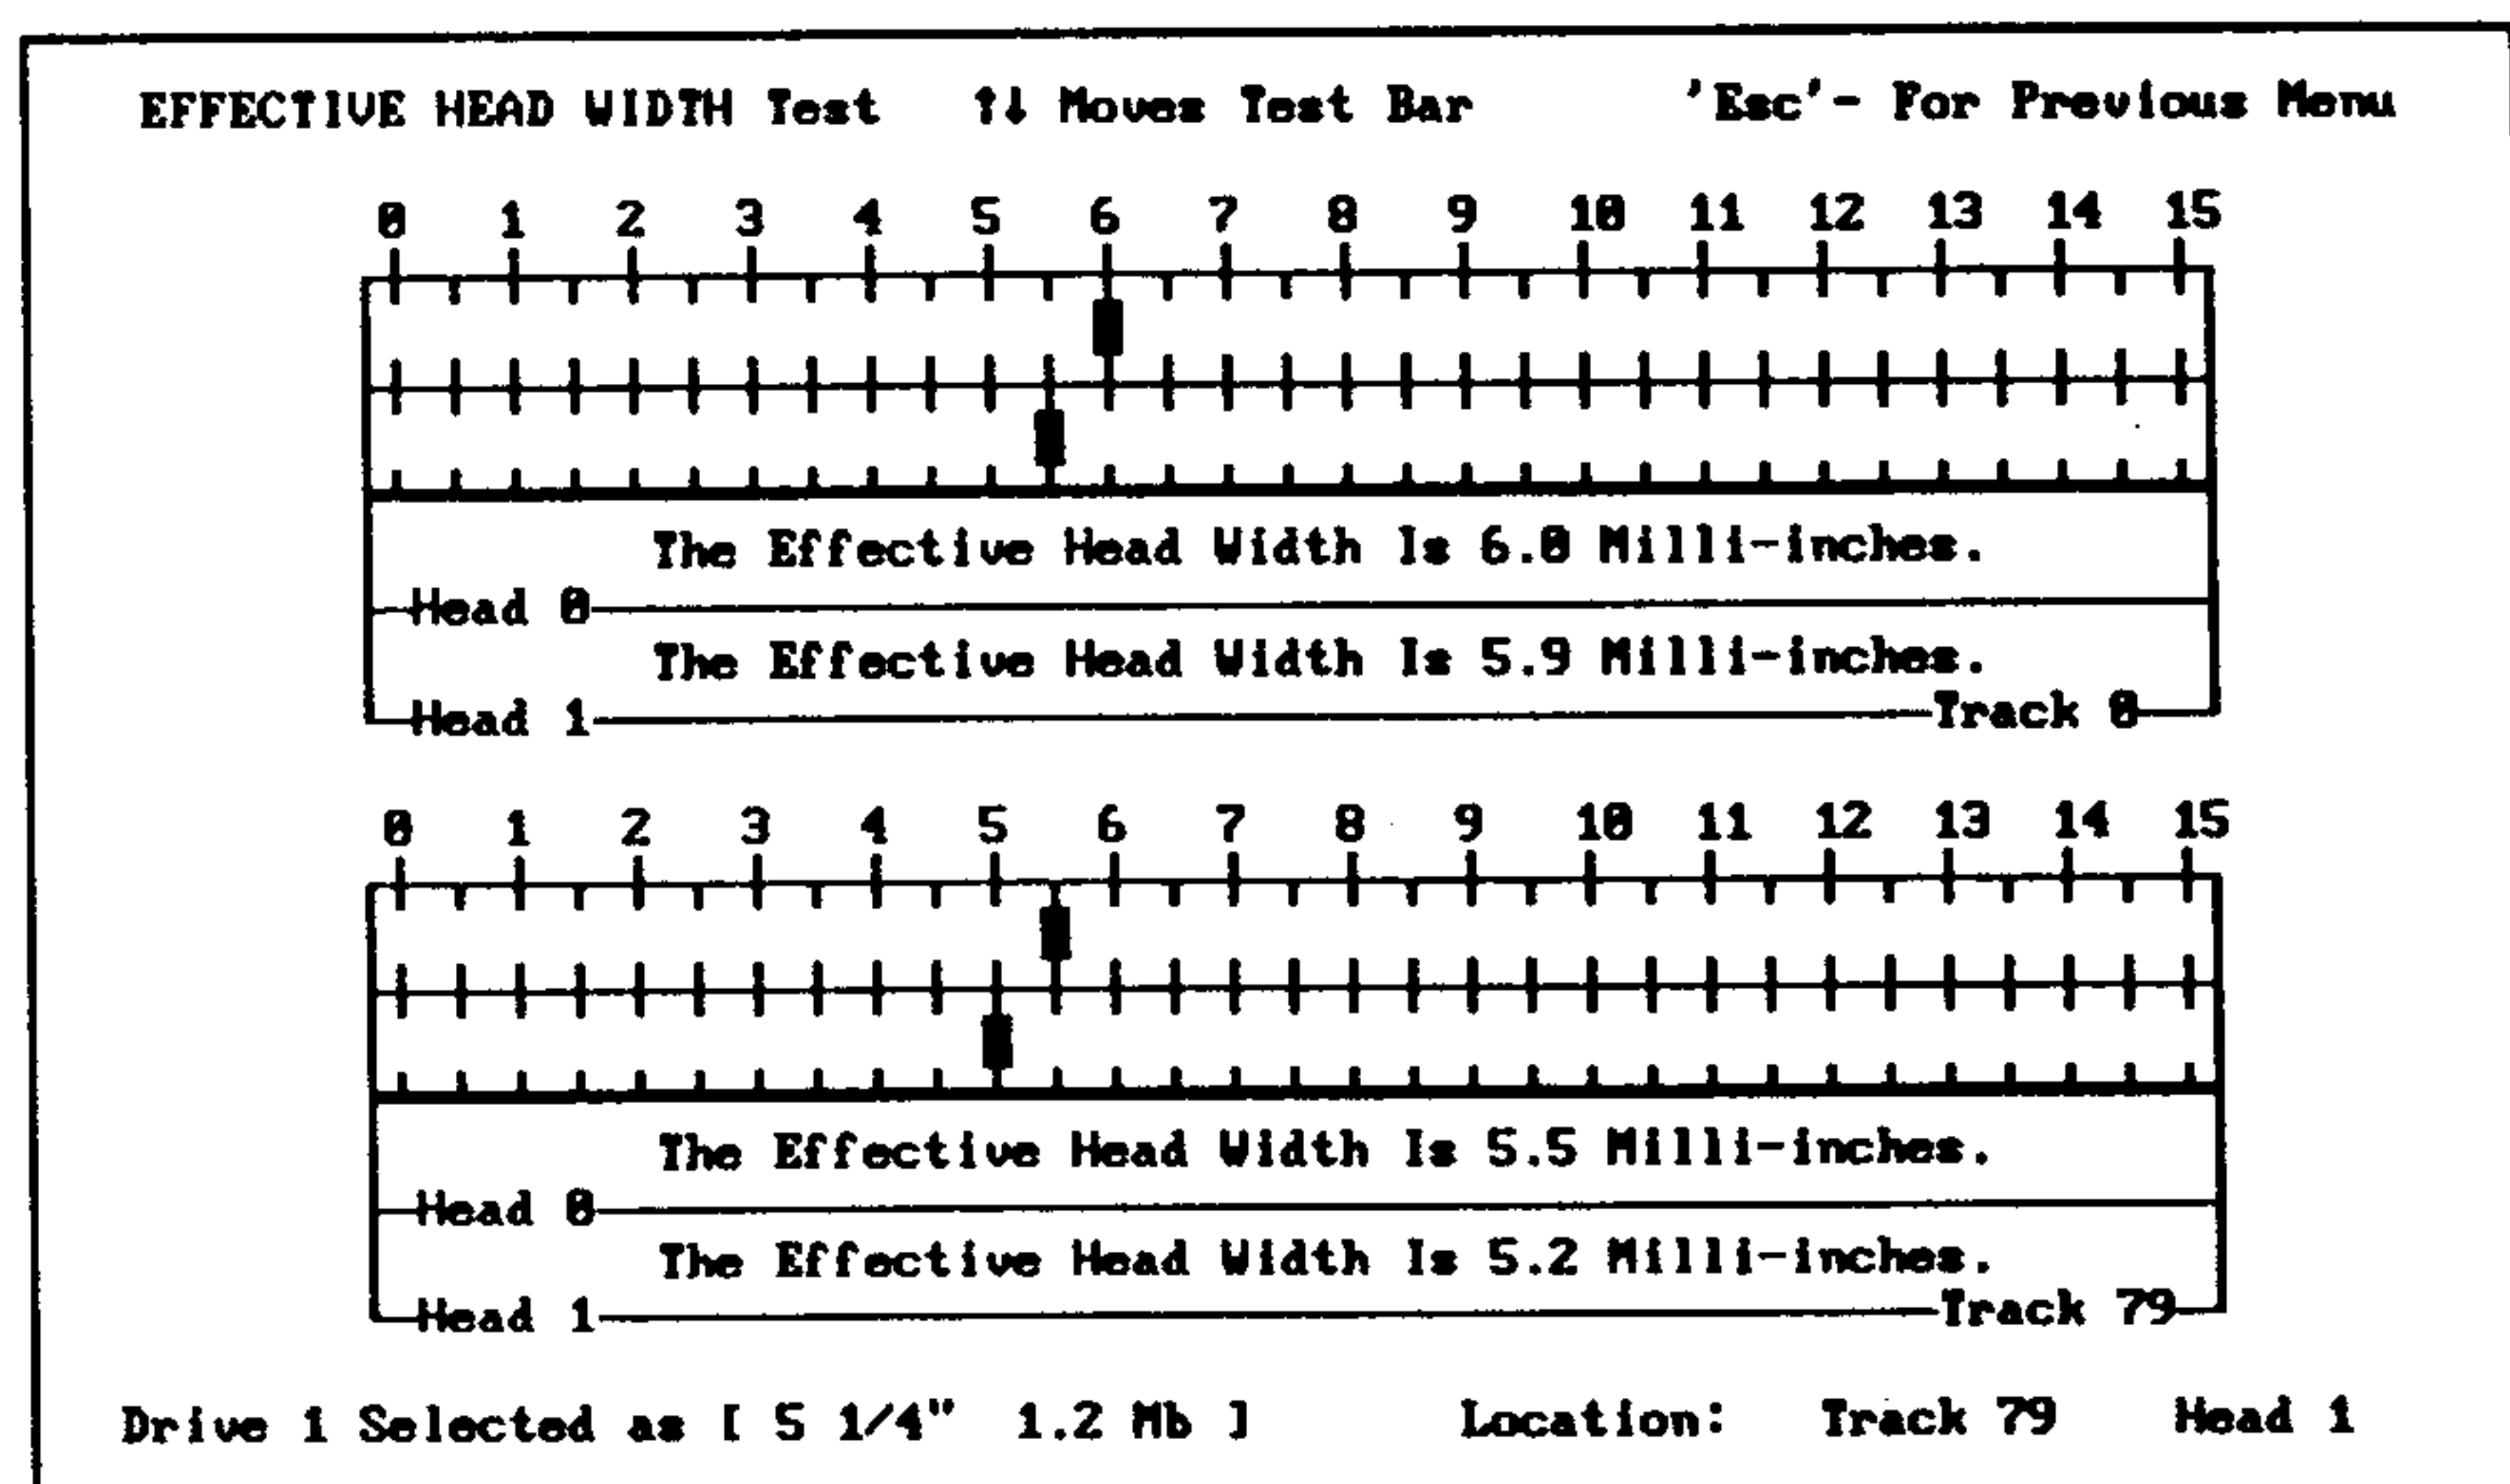 EFFECTIVE HEAD WIDTH Test ↑↓ Moves Test Bar 'Esc'- For Previous Menu
0 1 2 3 4 5 6 7 8 9 10 11 12 13 14 15
The Effective Head Width Is 6.0 Milli-inches.
Head 0
The Effective Head Width Is 5.9 Milli-inches.
Head 1 Track 0
0 1 2 3 4 5 6 7 8 9 10 11 12 13 14 15
The Effective Head Width Is 5.5 Milli-inches.
Head 0
The Effective Head Width Is 5.2 Milli-inches.
Head 1 Track 79
Drive 1 Selected as [ 5 1/4" 1.2 Mb ] Location: Track 79 Head 1